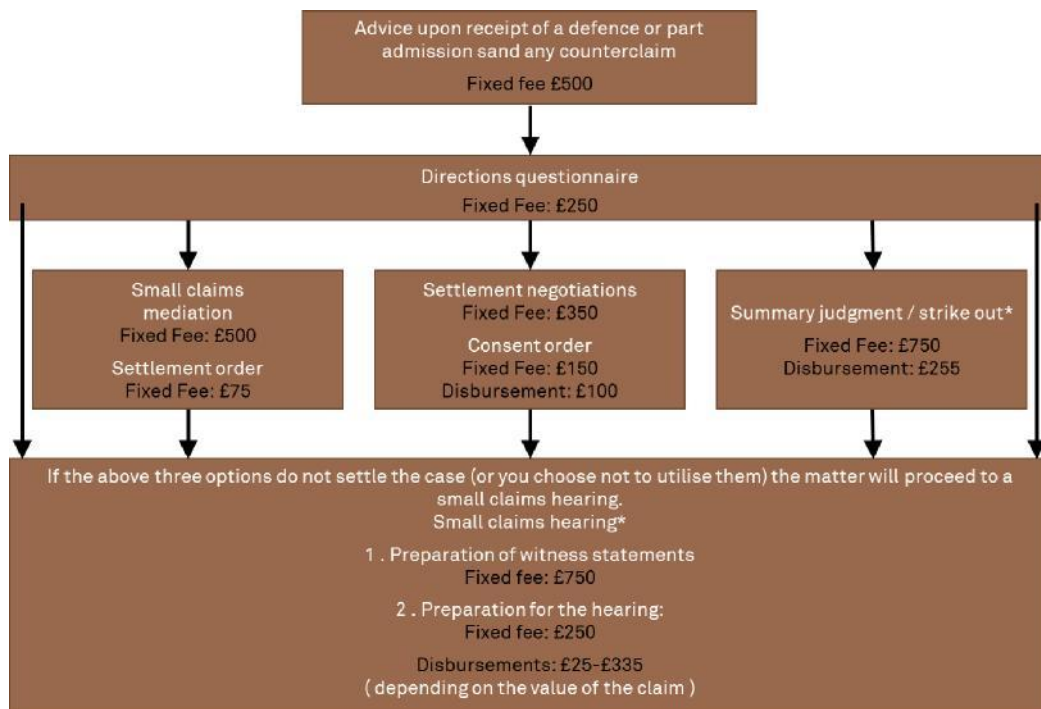 Advice upon receipt of a defence or part
admission sand any counterclaim
Fixed fee £500
Directions questionnaire
Fixed Fee: £250
Small claims
mediation
Fixed Fee: £500
Settlement order
Fixed Fee: £75
Settlement negotiations
Fixed Fee: £350
Consent order
Fixed Fee: £150
Disbursement: £100
Summary judgment / strike out*
Fixed Fee: £750
Disbursement: £255
If the above three options do not settle the case (or you choose not to utilise them) the matter will proceed to a
small claims hearing.
Small claims hearing*
1 . Preparation of witness statements
Fixed fee: £750
2 . Preparation for the hearing:
Fixed fee: £250
Disbursements: £25-£335
( depending on the value of the claim )